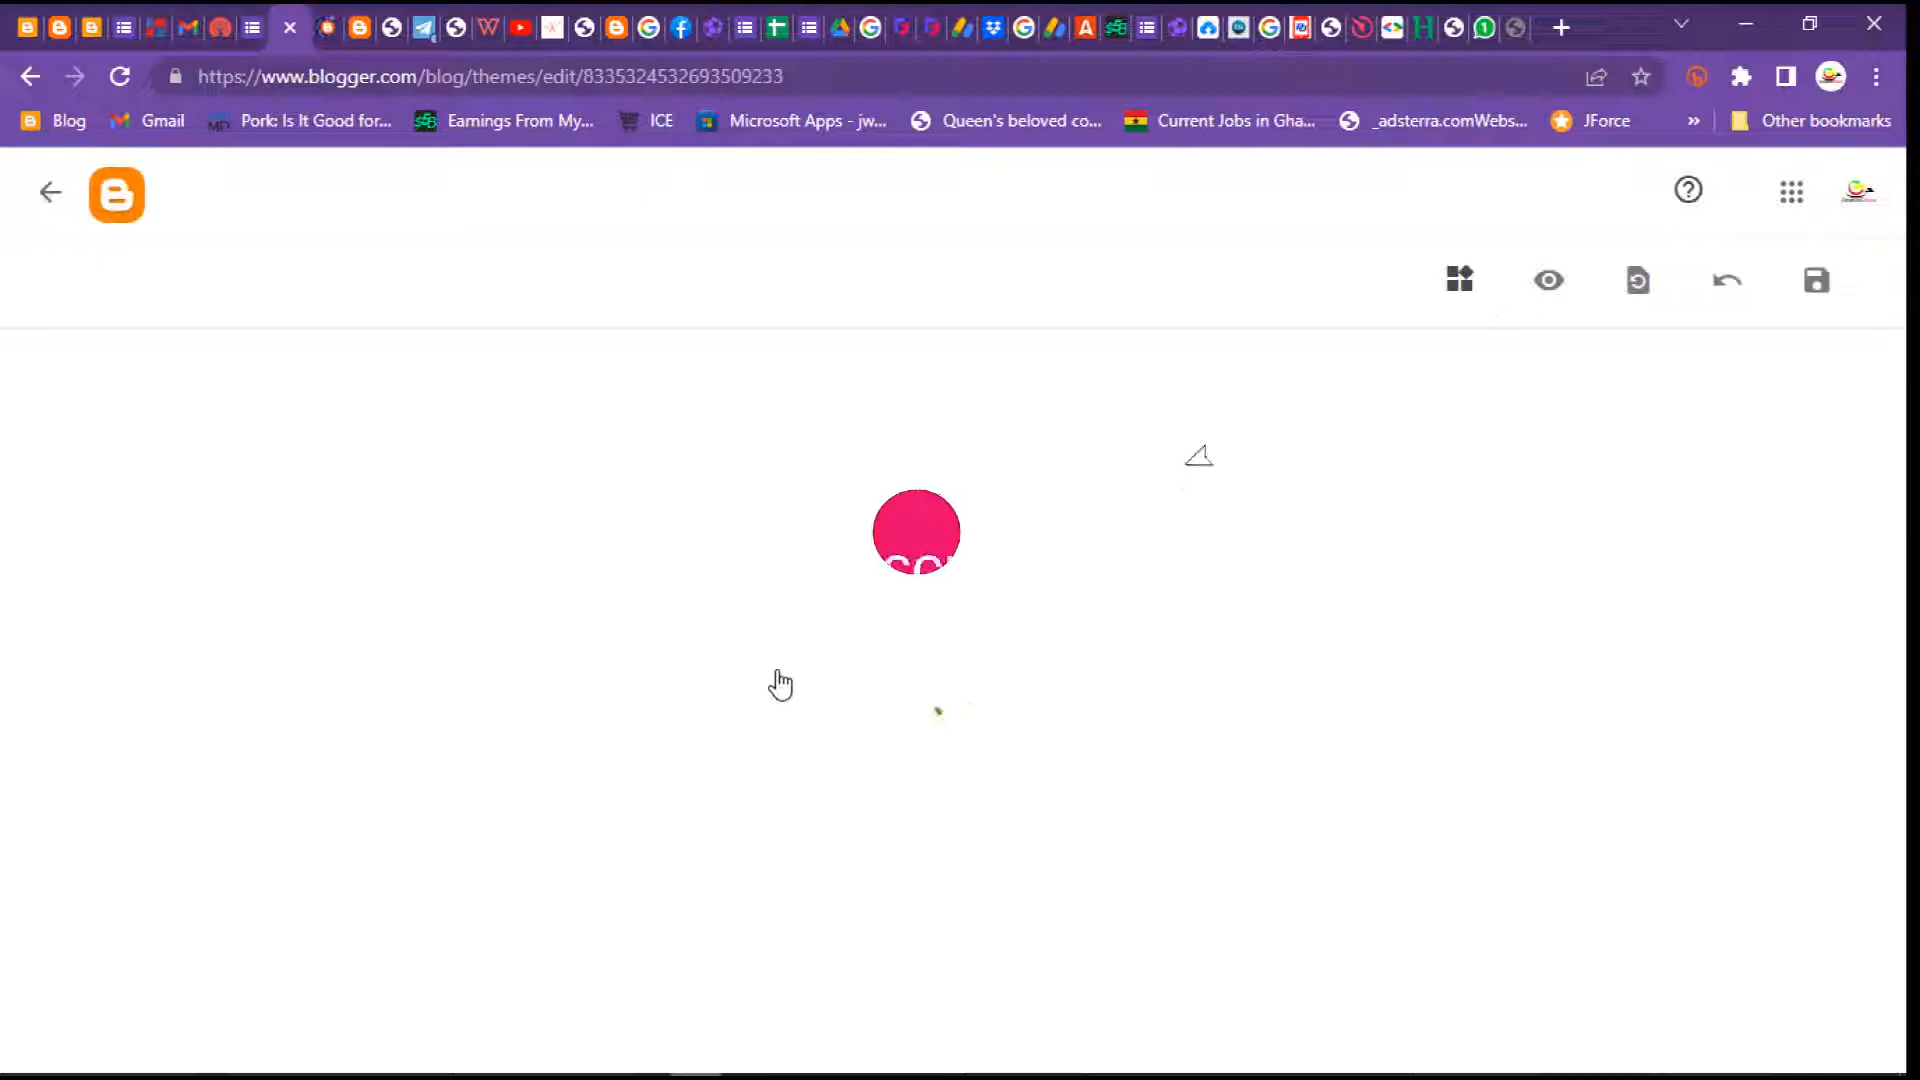 https://www.blogger.com/blog/themes/edit/8335324532693509233
Blog Gmail Pork: Is It Good for... Earnings From My... ICE Microsoft Apps - jw... Queen's beloved co... Current Jobs in Gha... _adsterra.comWebs... JForce » Other bookmarks